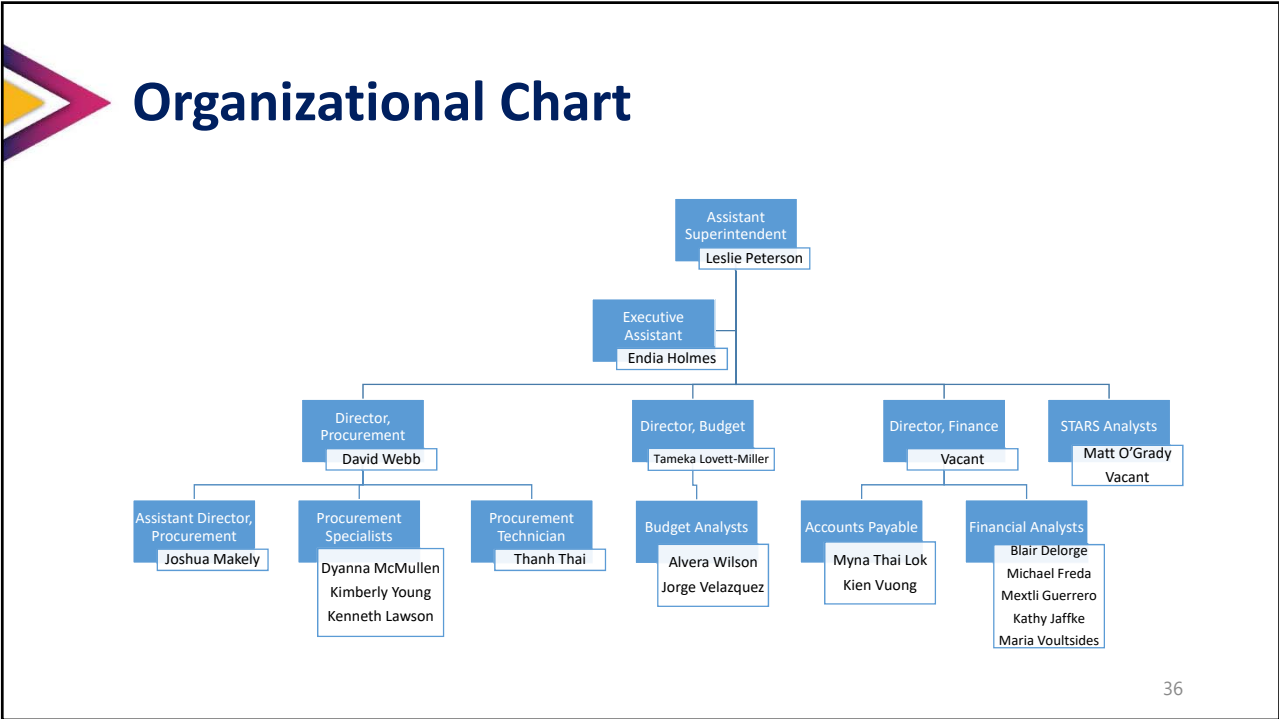 Organizational Chart
Assistant
Superintendent
Leslie Peterson
Executive
Assistant
Endia Holmes
Director,
Procurement
David Webb
Director, Budget
Tameka Lovett-Miller
Director, Finance
Vacant
STARS Analysts
Matt O’Grady
Vacant
Assistant Director,
Procurement
Joshua Makely
Procurement
Specialists
Dyanna McMullen
Kimberly Young
Kenneth Lawson
Procurement
Technician
Thanh Thai
Budget Analysts
Alvera Wilson
Jorge Velazquez
Accounts Payable
Myna Thai Lok
Kien Vuong
Financial Analysts
Blair Delorge
Michael Freda
Mextli Guerrero
Kathy Jaffke
Maria Voultsides
36